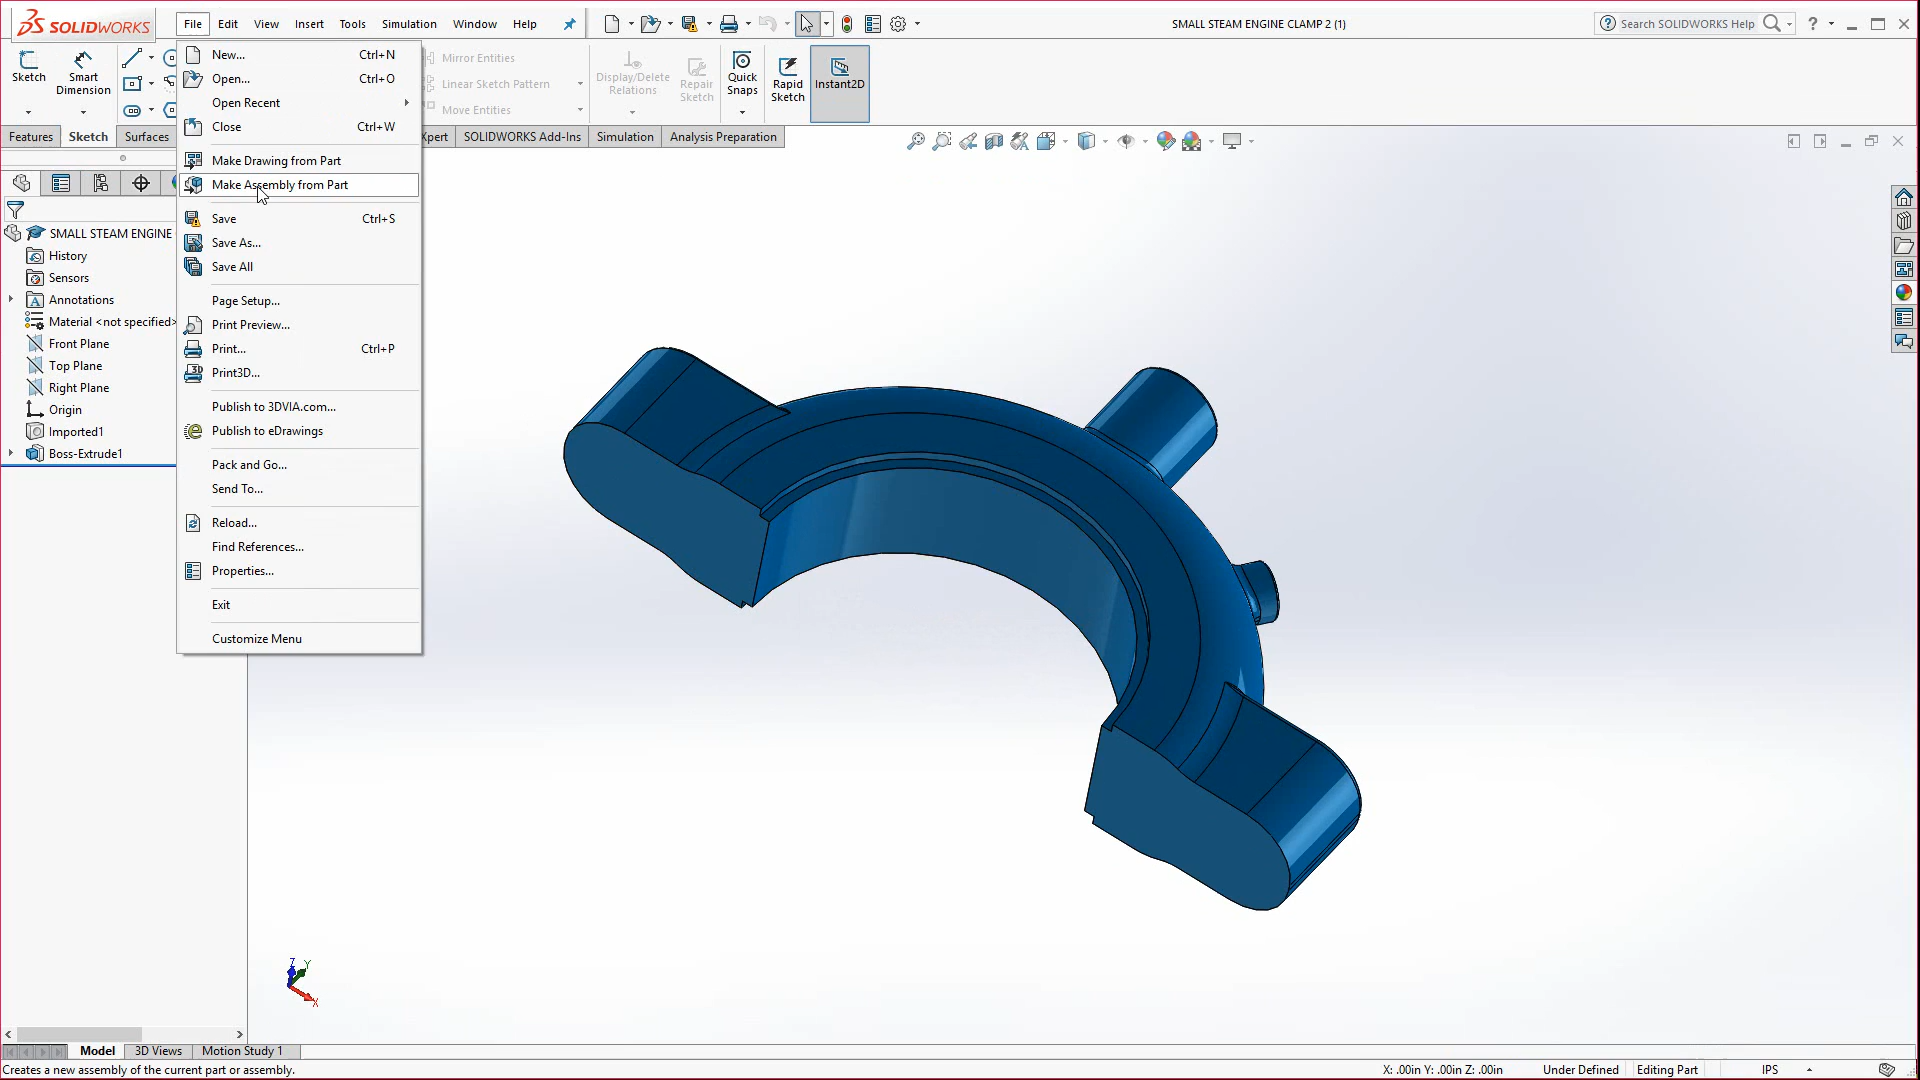 SOLIDWORKS
File Edit View Insert Tools Simulation Window Help
SMALL STEAM ENGINE CLAMP 2 (1)
Search SOLIDWORKS Help
?
Sketch
Smart
Dimension
Mirror Entities
Linear Sketch Pattern
Move Entities
Display/Delete
Relations
Repair
Sketch
Quick
Snaps
Rapid
Sketch
Instant2D
Features Sketch Surfaces
Xpert SOLIDWORKS Add-Ins Simulation Analysis Preparation
New... Ctrl+N
Open... Ctrl+O
Open Recent
Close Ctrl+W
Make Drawing from Part
Make Assembly from Part
Save Ctrl+S
Save As...
Save All
Page Setup...
Print Preview...
Print... Ctrl+P
Print3D...
Publish to 3DVIA.com...
Publish to eDrawings
Pack and Go...
Send To...
Reload...
Find References...
Properties...
Exit
Customize Menu
SMALL STEAM ENGINE
History
Sensors
Annotations
Material <not specified>
Front Plane
Top Plane
Right Plane
Origin
Imported1
Boss-Extrude1
Z
Y
X
Model 3D Views Motion Study 1
Creates a new assembly of the current part or assembly.
X: .00in Y: .00in Z: .00in
Under Defined
Editing Part
IPS